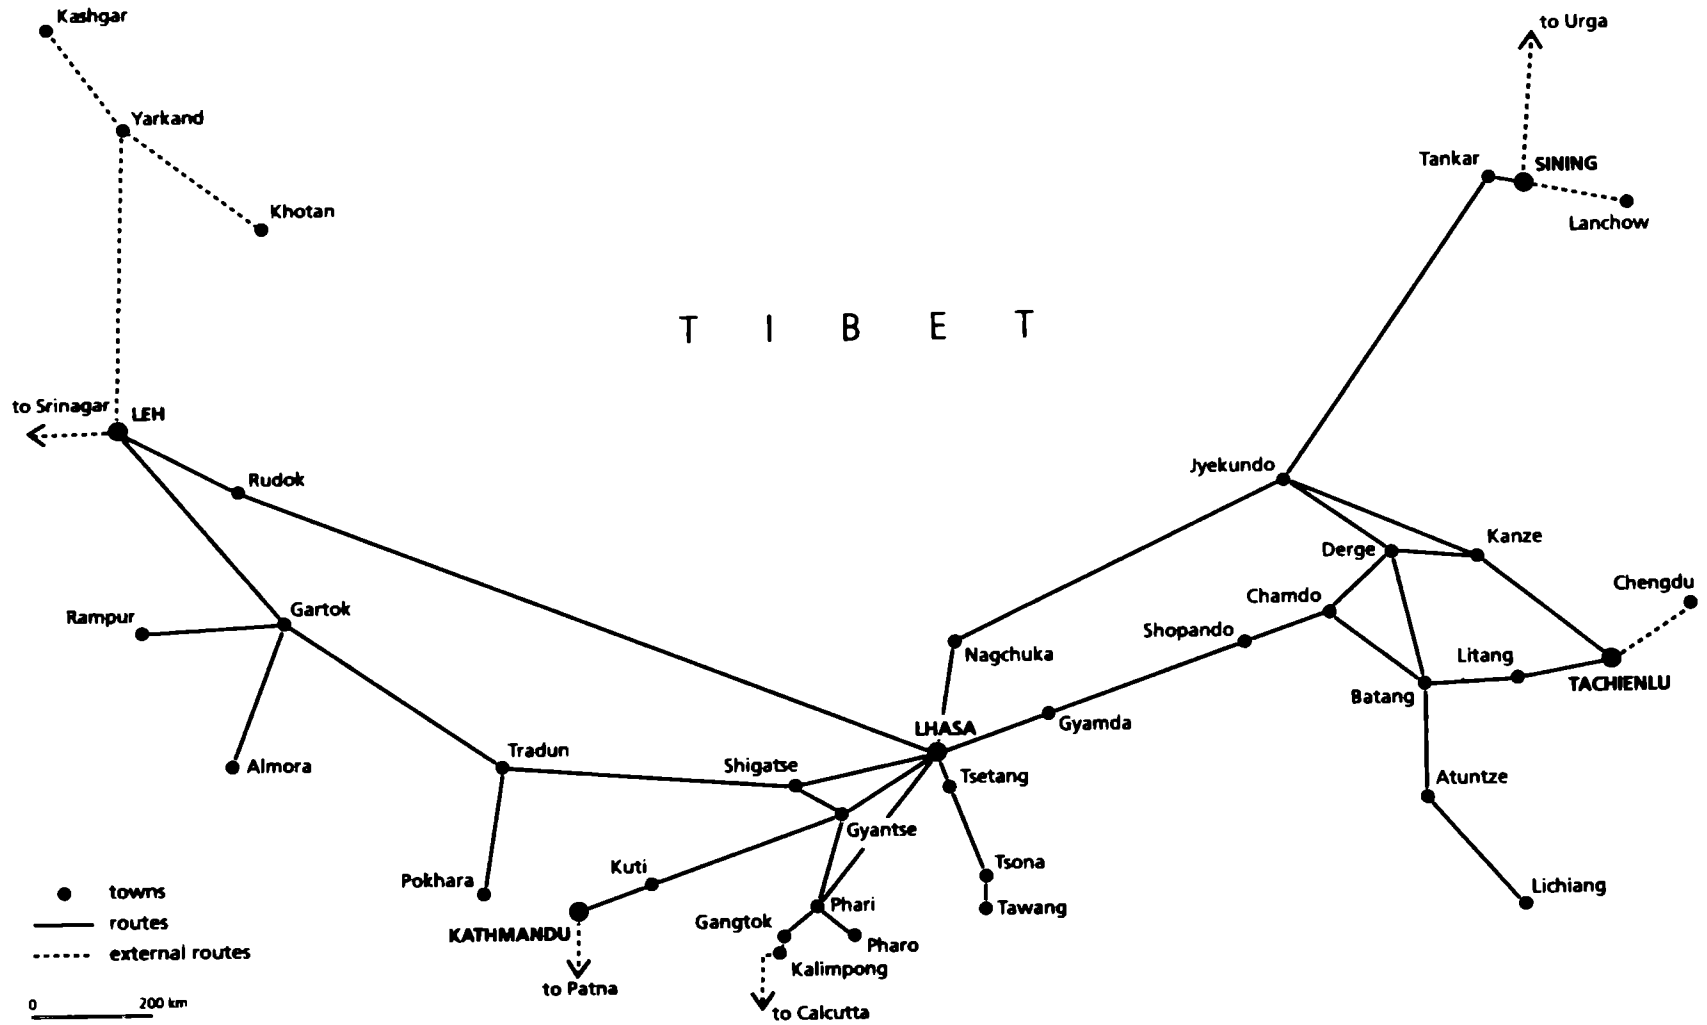 Kashgar
to Urga
Yarkand
Tankar
SINING
Khotan
Lanchow
T I B E T
to Srinagar
LEH
Jyekundo
Rudok
Kanze
Derge
Chengdu
Chamdo
Rampur
Gartok
Shopando
Nagchuka
Litang
TACHIENLU
Batang
Gyamda
LHASA
Tradun
Almora
Shigatse
Tsetang
Atuntze
Gyantse
Kuti
Tsona
Pokhara
Lichiang
towns
Phari
Tawang
routes
Gangtok
KATHMANDU
Pharo
external routes
Kalimpong
to Patna
0 200 km
to Calcutta